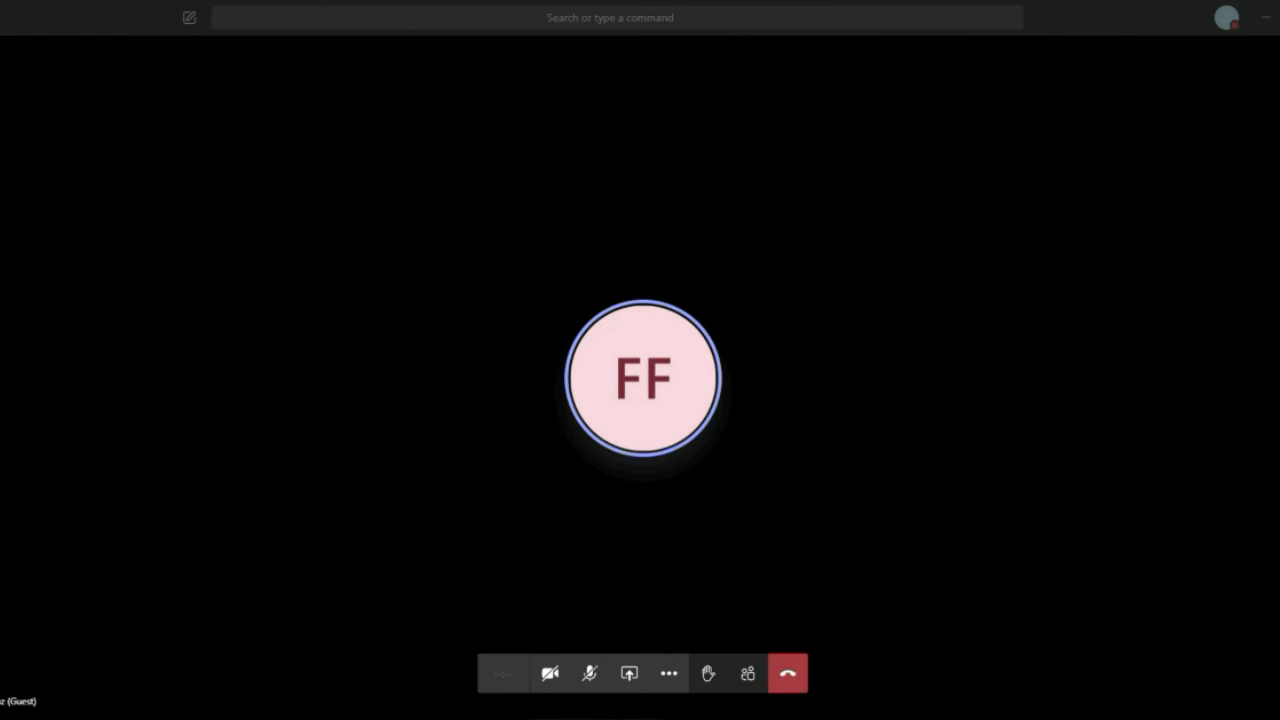 Search or type a command
FF
(Guest)